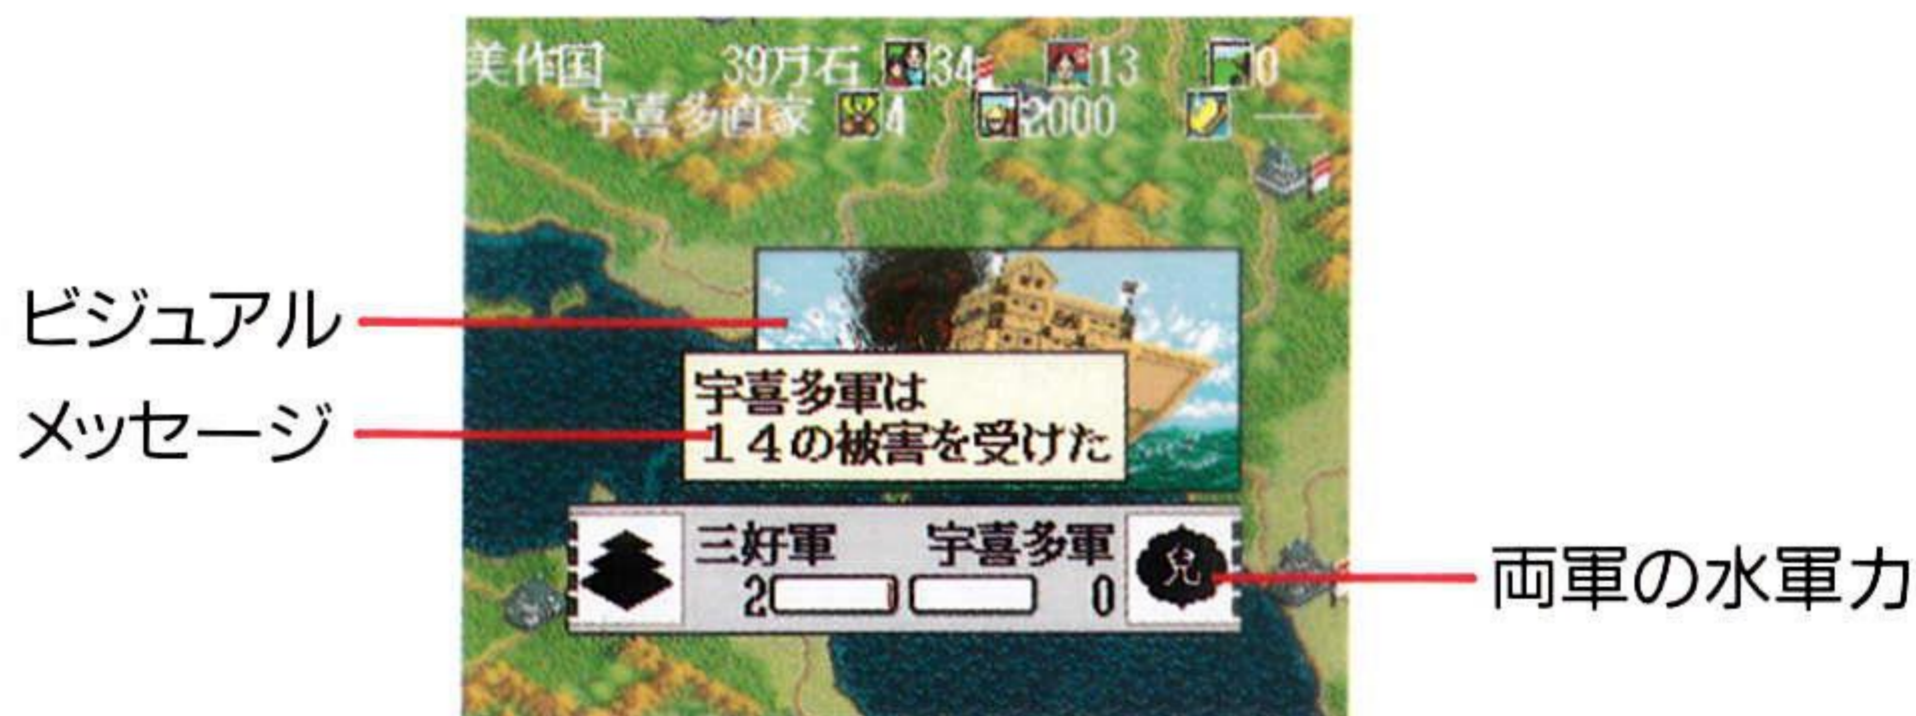 美作国 39万石 34 13 0
宇喜多直家 4 2000 ―
ビジュアル
メッセージ
宇喜多軍は
14の被害を受けた
三好軍 宇喜多軍
2 0
兒
両軍の水軍力